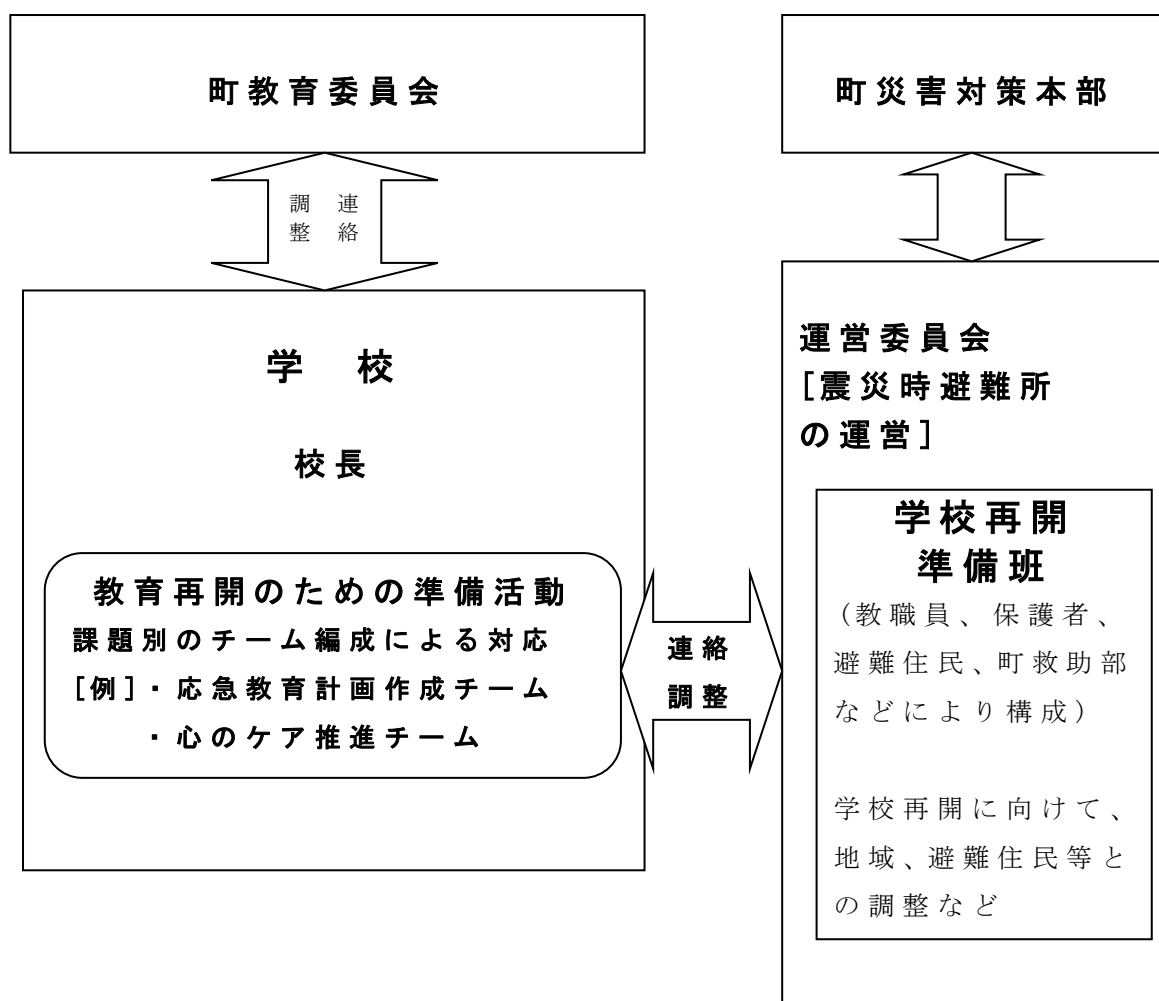 町教育委員会
町災害対策本部
連絡
調整
学　校
校長
教育再開のための準備活動
課題別のチーム編成による対応
[例]・応急教育計画作成チーム
・心のケア推進チーム
連絡
調整
運営委員会
[震災時避難所
の運営]
学校再開
準備班
（教職員、保護者、
避難住民、町救助部
などにより構成）
学校再開に向けて、
地域、避難住民等と
の調整など